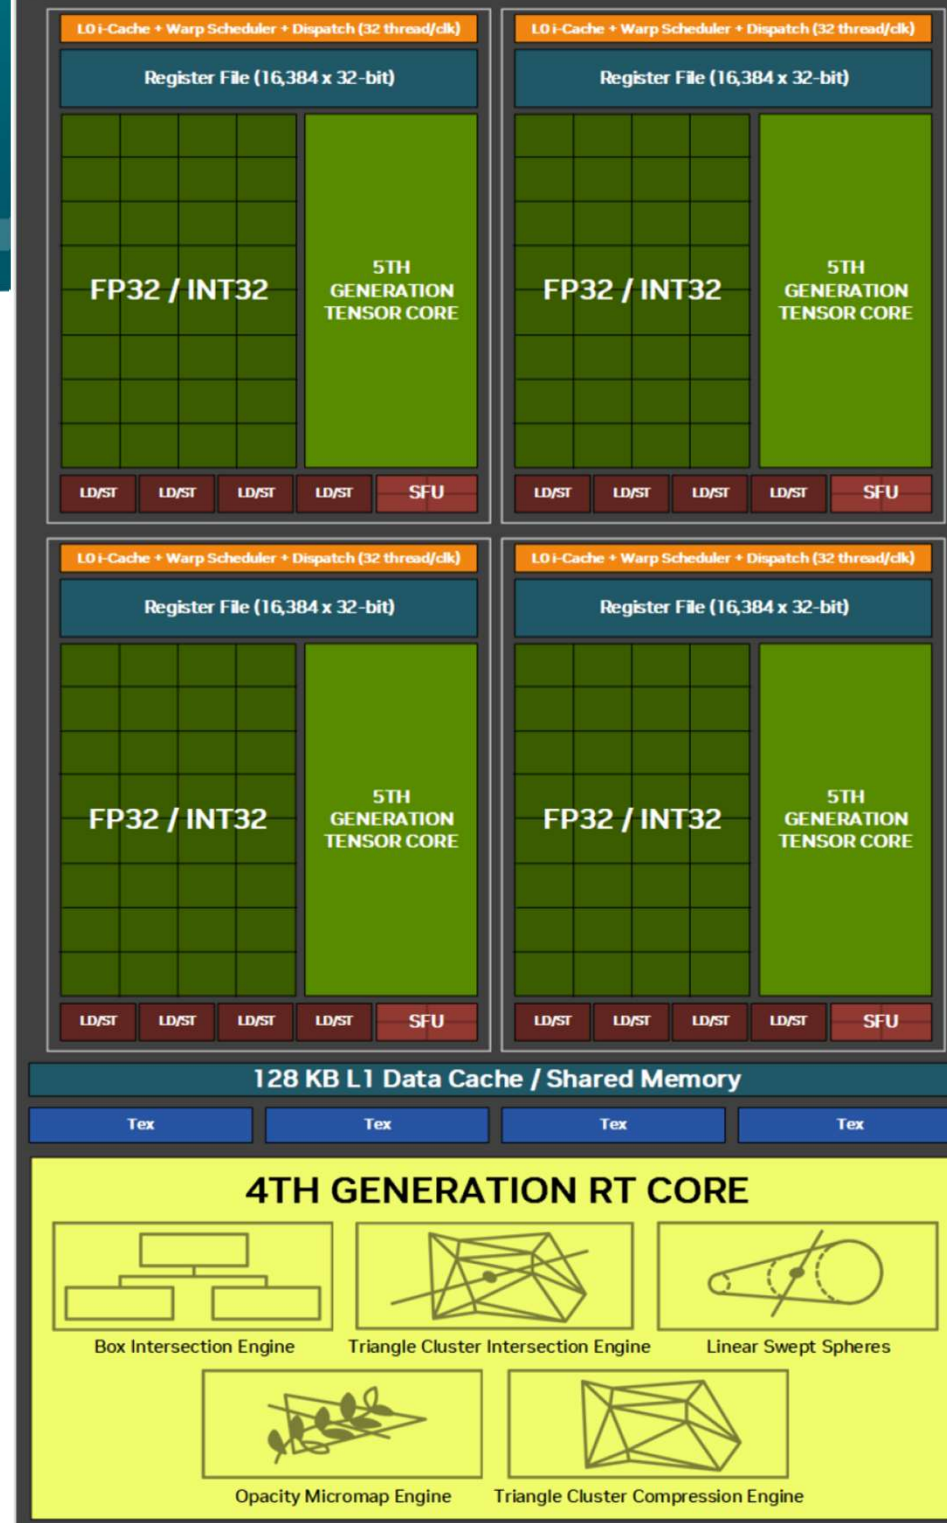 L0 i-Cache + Warp Scheduler + Dispatch (32 thread/clk)
Register File (16,384 x 32-bit)
FP32 / INT32
5TH
GENERATION
TENSOR CORE
LD/ST LD/ST LD/ST LD/ST SFU
L0 i-Cache + Warp Scheduler + Dispatch (32 thread/clk)
Register File (16,384 x 32-bit)
FP32 / INT32
5TH
GENERATION
TENSOR CORE
LD/ST LD/ST LD/ST LD/ST SFU
L0 i-Cache + Warp Scheduler + Dispatch (32 thread/clk)
Register File (16,384 x 32-bit)
FP32 / INT32
5TH
GENERATION
TENSOR CORE
LD/ST LD/ST LD/ST LD/ST SFU
L0 i-Cache + Warp Scheduler + Dispatch (32 thread/clk)
Register File (16,384 x 32-bit)
FP32 / INT32
5TH
GENERATION
TENSOR CORE
LD/ST LD/ST LD/ST LD/ST SFU
128 KB L1 Data Cache / Shared Memory
Tex Tex Tex Tex
4TH GENERATION RT CORE
Box Intersection Engine
Triangle Cluster Intersection Engine
Linear Swept Spheres
Opacity Micromap Engine
Triangle Cluster Compression Engine